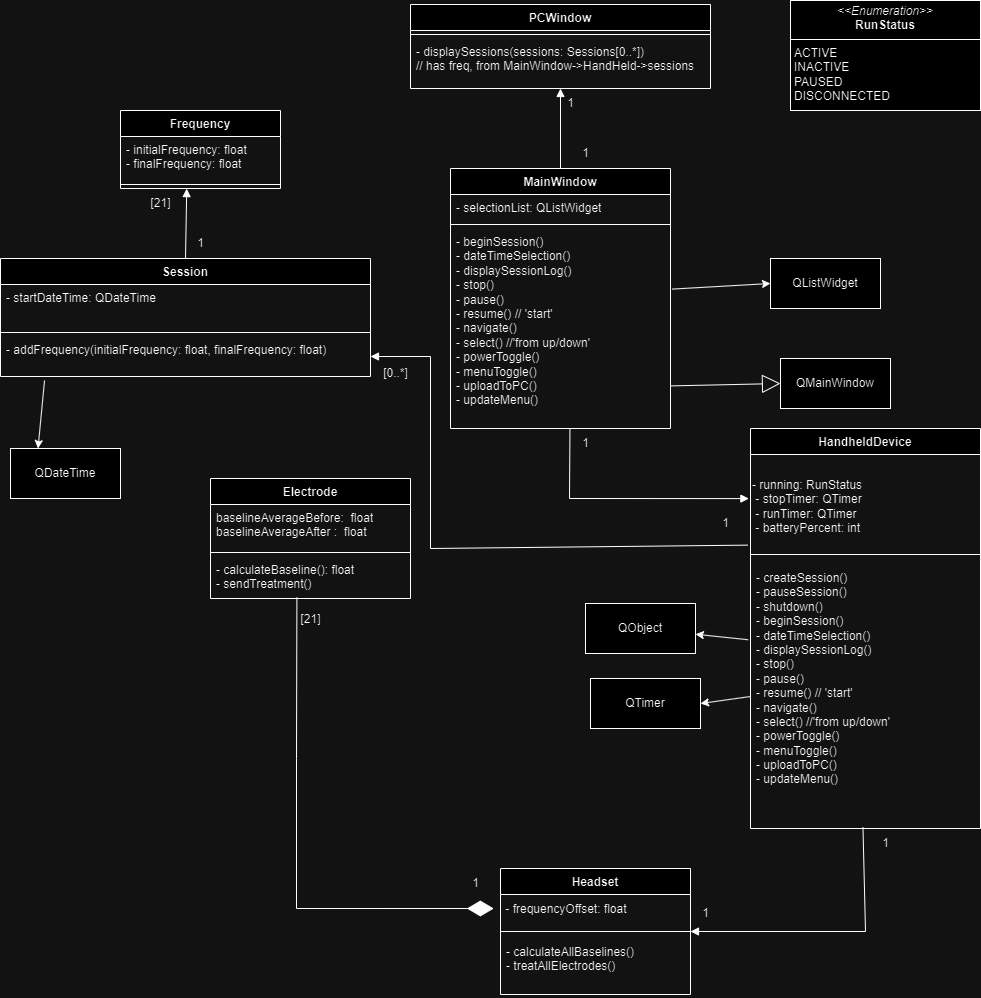 PCWindow
- displaySessions(sessions: Sessions[0..*])
// has freq, from MainWindow->HandHeld->sessions
<<Enumeration>>
RunStatus
ACTIVE
INACTIVE
PAUSED
DISCONNECTED
1
1
Frequency
- initialFrequency: float
- finalFrequency: float
[21]
1
Session
- startDateTime: QDateTime
- addFrequency(initialFrequency: float, finalFrequency: float)
[0..*]
QDateTime
MainWindow
- selectionList: QListWidget
- beginSession()
- dateTimeSelection()
- displaySessionLog()
- stop()
- pause()
- resume() // 'start'
- navigate()
- select() //'from up/down'
- powerToggle()
- menuToggle()
- uploadToPC()
- updateMenu()
1
QListWidget
QMainWindow
HandheldDevice
- running: RunStatus
- stopTimer: QTimer
- runTimer: QTimer
- batteryPercent: int
1
- createSession()
- pauseSession()
- shutdown()
- beginSession()
- dateTimeSelection()
- displaySessionLog()
- stop()
- pause()
- resume() // 'start'
- navigate()
- select() //'from up/down'
- powerToggle()
- menuToggle()
- uploadToPC()
- updateMenu()
1
Electrode
baselineAverageBefore: float
baselineAverageAfter : float
- calculateBaseline(): float
- sendTreatment()
[21]
QObject
QTimer
1
Headset
- frequencyOffset: float
- calculateAllBaselines()
- treatAllElectrodes()
1